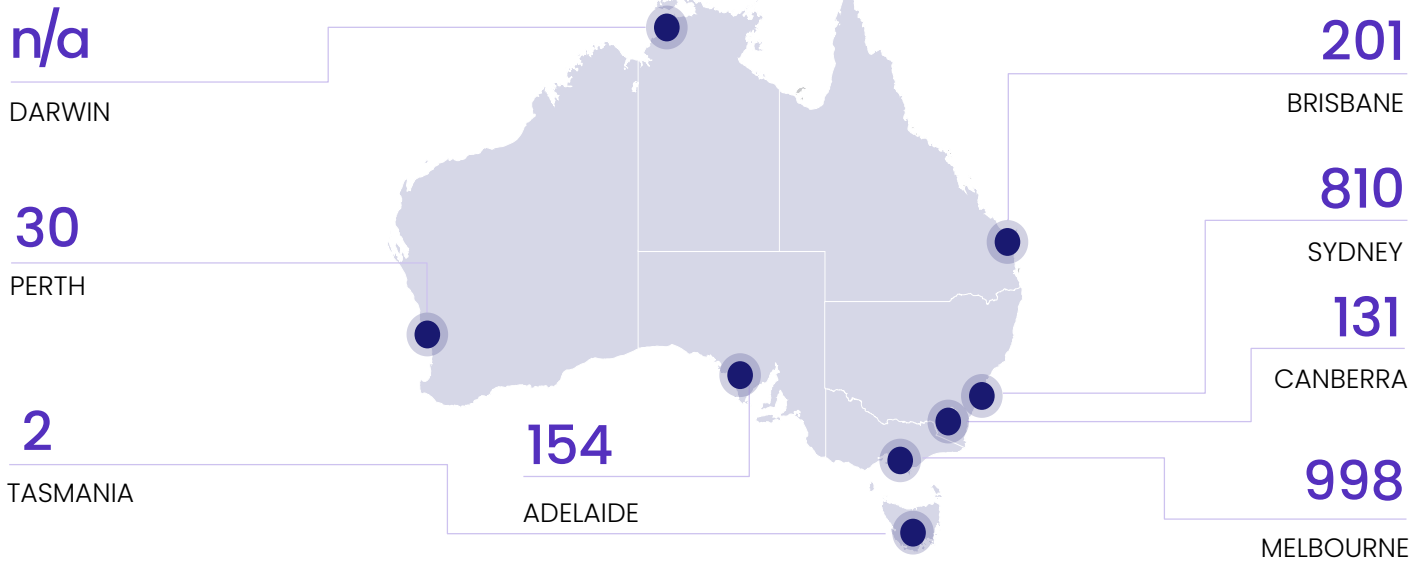 n/a
DARWIN
30
PERTH
2
TASMANIA
154
ADELAIDE
201
BRISBANE
810
SYDNEY
131
CANBERRA
998
MELBOURNE